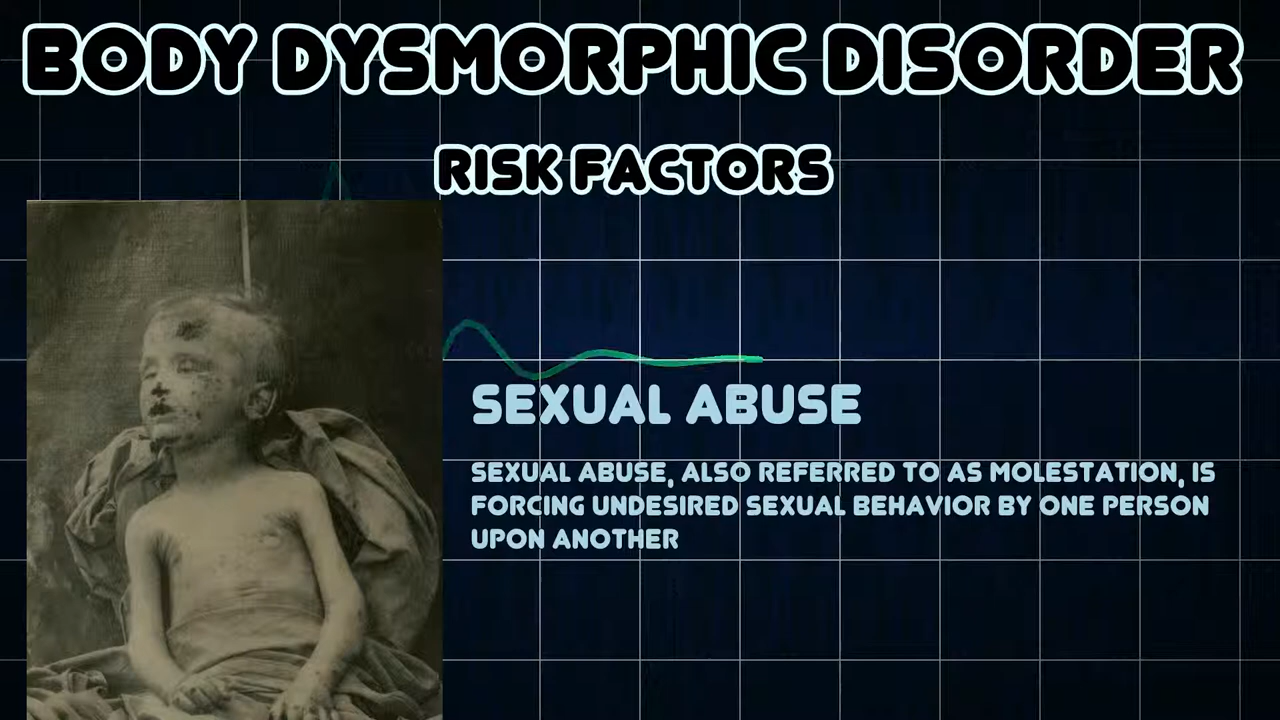 BODY DYSMORPHIC DISORDER
RISK FACTORS
SEXUAL ABUSE
SEXUAL ABUSE, ALSO REFERRED TO AS MOLESTATION, IS
FORCING UNDESIRED SEXUAL BEHAVIOR BY ONE PERSON
UPON ANOTHER